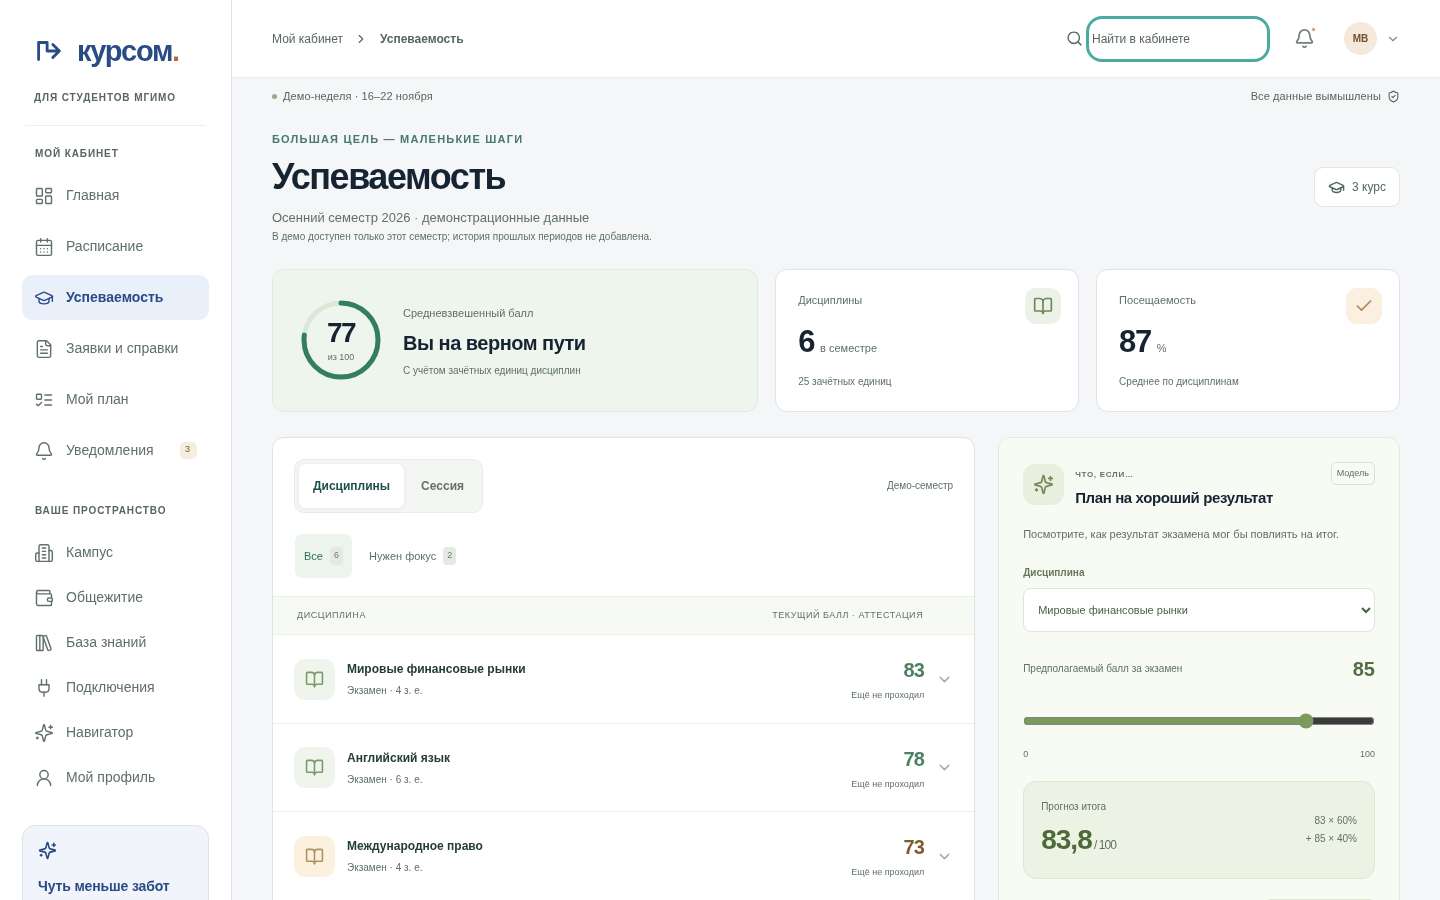 курсом.
ДЛЯ СТУДЕНТОВ МГИМО
МОЙ КАБИНЕТ
Главная
Расписание
Успеваемость
Заявки и справки
Мой план
Уведомления 3
ВАШЕ ПРОСТРАНСТВО
Кампус
Общежитие
База знаний
Подключения
Навигатор
Мой профиль
Чуть меньше забот
Мой кабинет Успеваемость
Найти в кабинете
МВ
Демо-неделя · 16–22 ноября
Все данные вымышлены
БОЛЬШАЯ ЦЕЛЬ — МАЛЕНЬКИЕ ШАГИ
Успеваемость
3 курс
Осенний семестр 2026 · демонстрационные данные
В демо доступен только этот семестр; история прошлых периодов не добавлена.
77
из 100
Средневзвешенный балл
Вы на верном пути
С учётом зачётных единиц дисциплин
Дисциплины
6 в семестре
25 зачётных единиц
Посещаемость
87 %
Среднее по дисциплинам
Дисциплины Сессия
Демо-семестр
Все 6 Нужен фокус 2
ДИСЦИПЛИНА ТЕКУЩИЙ БАЛЛ · АТТЕСТАЦИЯ
Мировые финансовые рынки
Экзамен · 4 з. е.
83
Ещё не проходил
Английский язык
Экзамен · 6 з. е.
78
Ещё не проходил
Международное право
Экзамен · 4 з. е.
73
Ещё не проходил
ЧТО, ЕСЛИ…
План на хороший результат
Модель
Посмотрите, как результат экзамена мог бы повлиять на итог.
Дисциплина
Мировые финансовые рынки
Предполагаемый балл за экзамен 85
0 100
Прогноз итога
83,8 / 100
83 × 60%
+ 85 × 40%